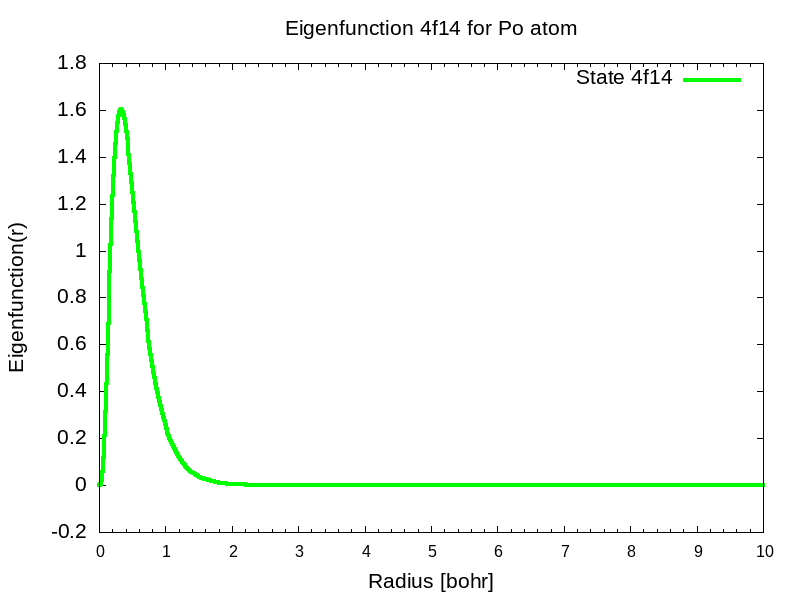 Eigenfunction 4f14 for Po atom
State 4f14
Eigenfunction(r)
1.8
1.6
1.4
1.2
1
0.8
0.6
0.4
0.2
0
-0.2
0 1 2 3 4 5 6 7 8 9 10
Radius [bohr]